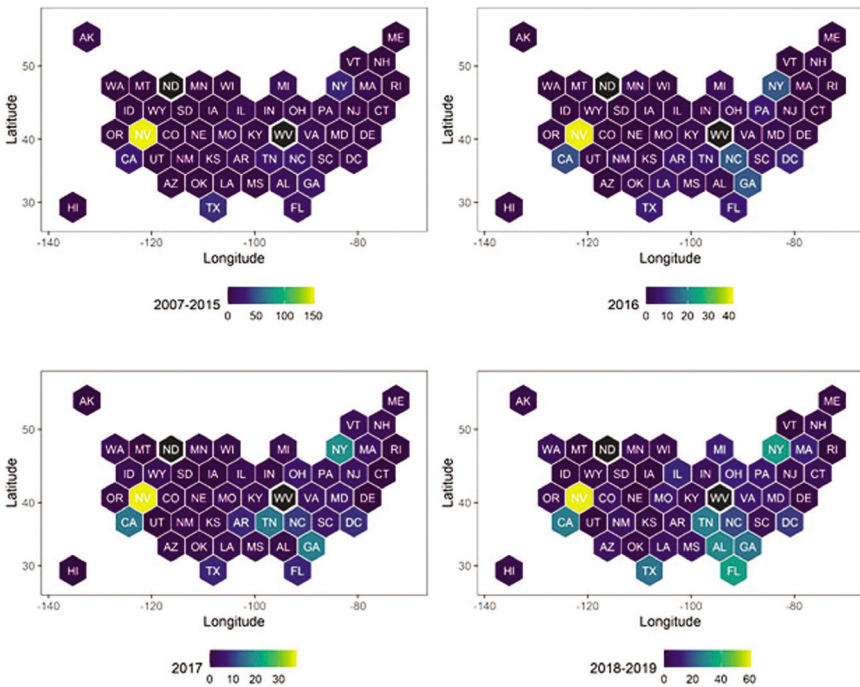 AK ME
VT NH
50
WA MT ND MN WI MI NY MA RI
ID WY SD IA IL IN OH PA NJ CT
Latitude
40
OR NV CO NE MO KY WV VA MD DE
CA UT NM KS AR TN NC SC DC
AZ OK LA MS AL GA
30
HI TX FL
-140 -120 -100 -80
Longitude
2007-2015
0 50 100 150
AK ME
VT NH
50
WA MT ND MN WI MI NY MA RI
ID WY SD IA IL IN OH PA NJ CT
Latitude
40
OR NV CO NE MO KY WV VA MD DE
CA UT NM KS AR TN NC SC DC
AZ OK LA MS AL GA
30
HI TX FL
-140 -120 -100 -80
Longitude
2016
0 10 20 30 40
AK ME
VT NH
50
WA MT ND MN WI MI NY MA RI
ID WY SD IA IL IN OH PA NJ CT
Latitude
40
OR NV CO NE MO KY WV VA MD DE
CA UT NM KS AR TN NC SC DC
AZ OK LA MS AL GA
30
HI TX FL
-140 -120 -100 -80
Longitude
2017
0 10 20 30
AK ME
VT NH
50
WA MT ND MN WI MI NY MA RI
ID WY SD IA IL IN OH PA NJ CT
Latitude
40
OR NV CO NE MO KY WV VA MD DE
CA UT NM KS AR TN NC SC DC
AZ OK LA MS AL GA
30
HI TX FL
-140 -120 -100 -80
Longitude
2018-2019
0 20 40 60